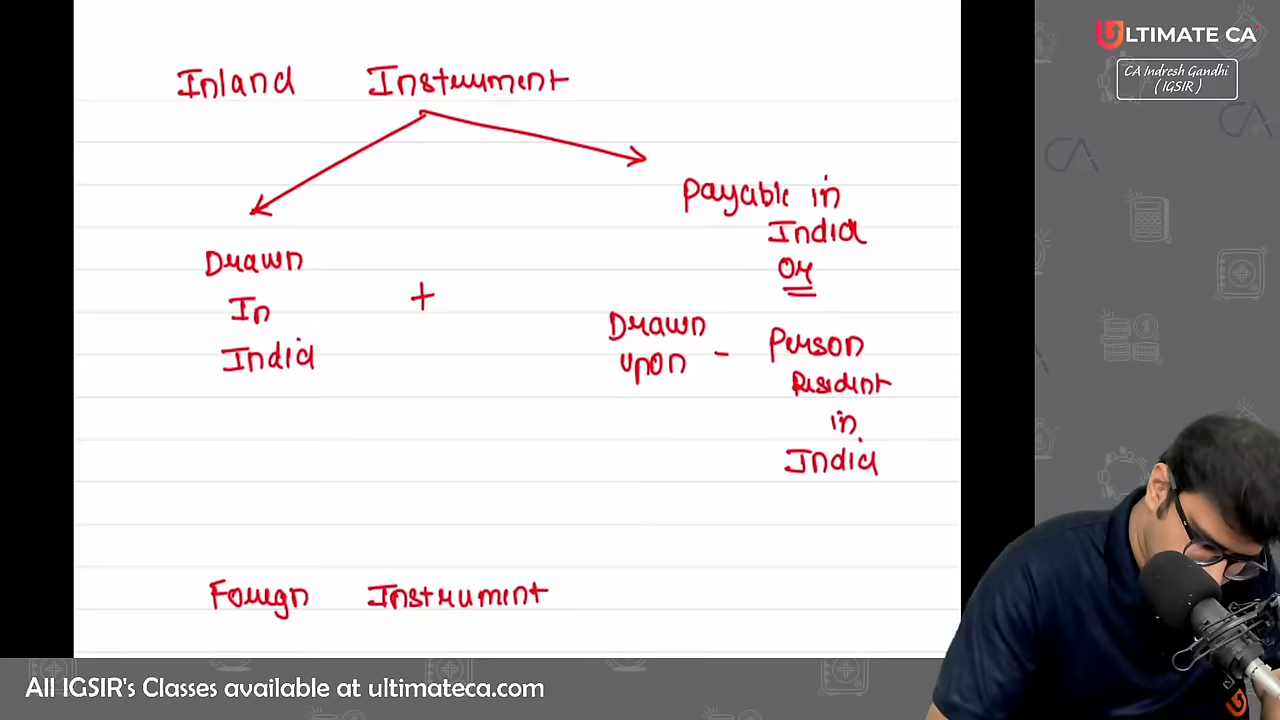 ULTIMATE CA
CA Indresh Gandhi
( IGSIR )
Inland Instrument
Payable in
India
Or
Drawn
In
India
+
Drawn
upon -
Person
Resident
in
India
Foreign Instrument
All IGSIR's Classes available at ultimateca.com